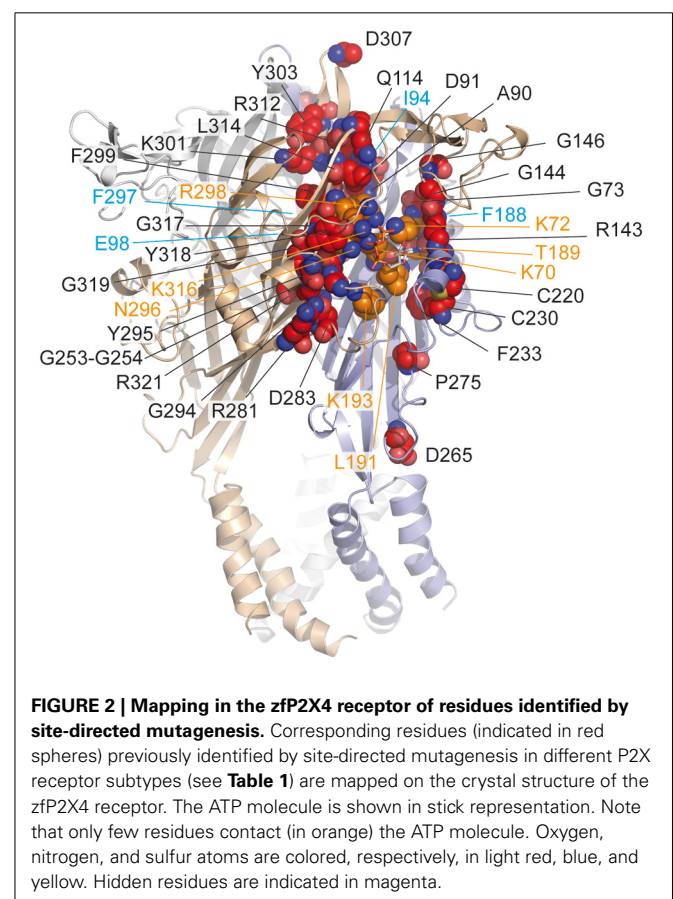 D307
Y303
Q114
D91
R312
I94
A90
L314
K301
G146
F299
G144
F297
R298
G73
G317
F188
K72
E98
R143
Y318
T189
G319
K316
K70
N296
C220
Y295
C230
G253-G254
F233
R321
P275
G294
R281
D283
K193
L191
D265
FIGURE 2 | Mapping in the zfP2X4 receptor of residues identified by
site-directed mutagenesis. Corresponding residues (indicated in red
spheres) previously identified by site-directed mutagenesis in different P2X
receptor subtypes (see Table 1) are mapped on the crystal structure of the
zfP2X4 receptor. The ATP molecule is shown in stick representation. Note
that only few residues contact (in orange) the ATP molecule. Oxygen,
nitrogen, and sulfur atoms are colored, respectively, in light red, blue, and
yellow. Hidden residues are indicated in magenta.